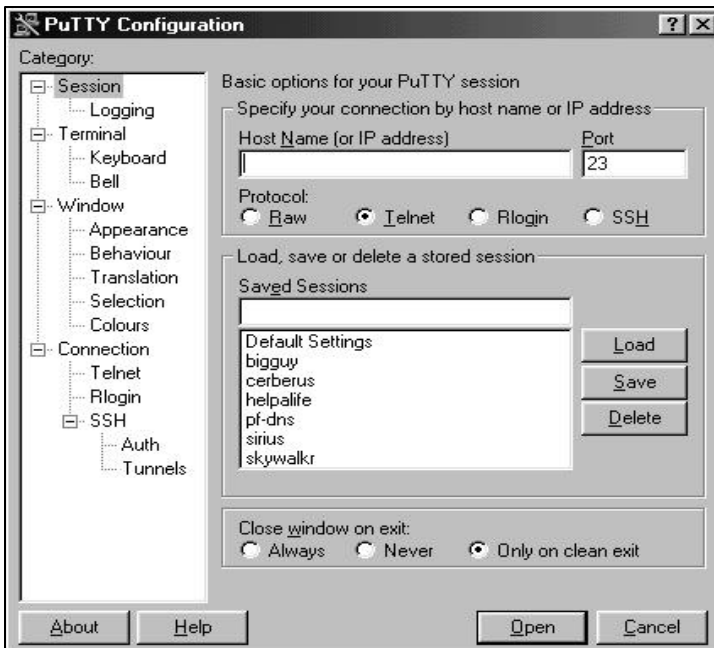 PuTTY Configuration
Category:
Session
Logging
Terminal
Keyboard
Bell
Window
Appearance
Behaviour
Translation
Selection
Colours
Connection
Telnet
Rlogin
SSH
Auth
Tunnels
Basic options for your PuTTY session
Specify your connection by host name or IP address
Host Name (or IP address) Port
23
Protocol:
Raw Telnet Rlogin SSH
Load, save or delete a stored session
Saved Sessions
Default Settings
bigguy
cerberus
helpalife
pf-dns
sirius
skywalkr
Load
Save
Delete
Close window on exit:
Always Never Only on clean exit
About Help Open Cancel